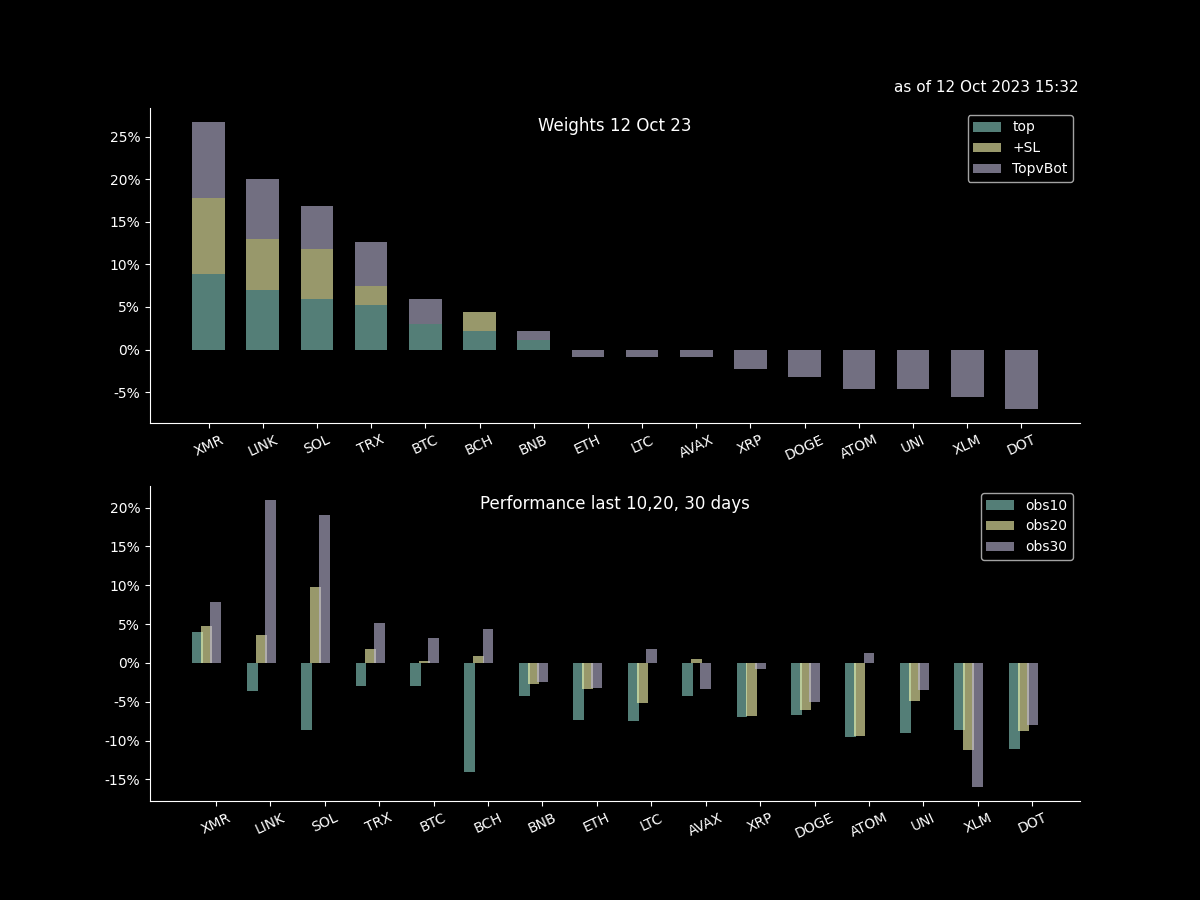 as of 12 Oct 2023 15:32
Weights 12 Oct 23
top
+SL
TopvBot
25%
20%
15%
10%
5%
0%
-5%
XMR LINK SOL TRX BTC BCH BNB ETH LTC AVAX XRP DOGE ATOM UNI XLM DOT
Performance last 10,20, 30 days
obs10
obs20
obs30
20%
15%
10%
5%
0%
-5%
-10%
-15%
XMR LINK SOL TRX BTC BCH BNB ETH LTC AVAX XRP DOGE ATOM UNI XLM DOT